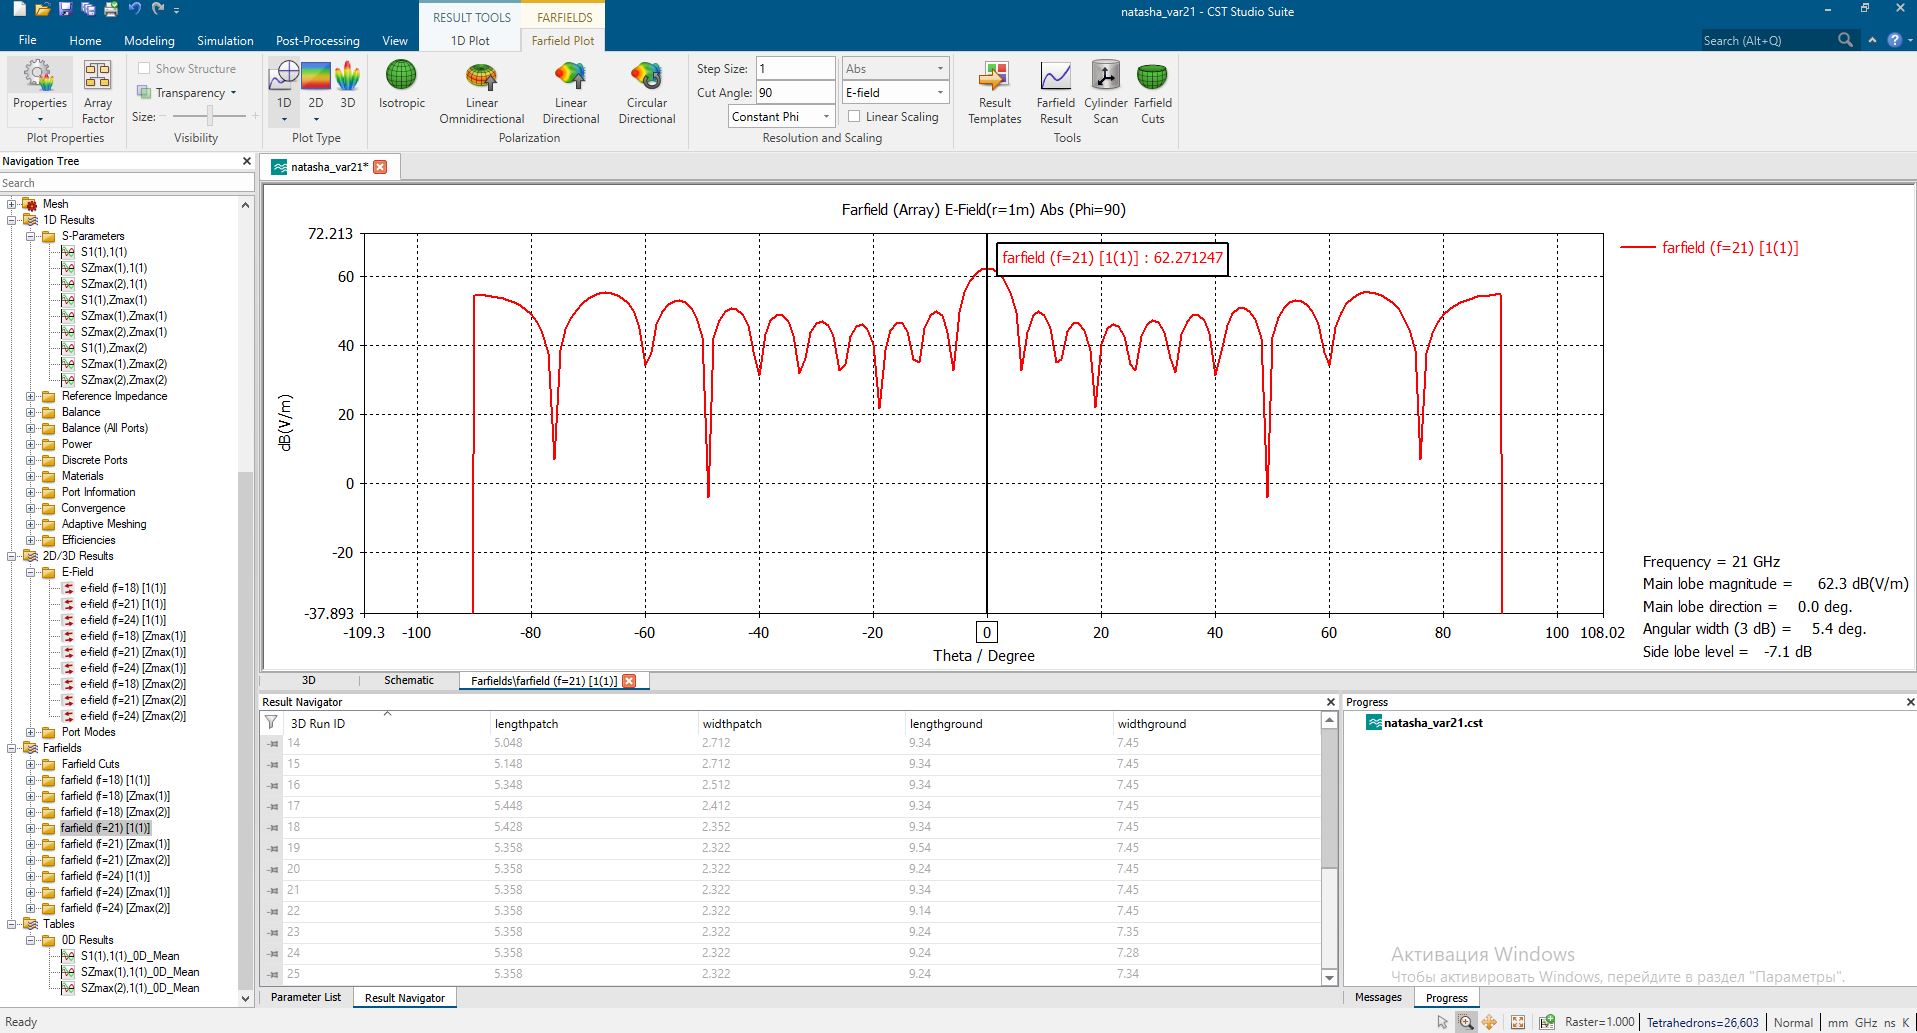 natasha_var21 - CST Studio Suite
RESULT TOOLS FARFIELDS
File Home Modeling Simulation Post-Processing View 1D Plot Farfield Plot Search (Alt+Q)
Properties
Array Factor
Plot Properties
Show Structure
Transparency
Size:
Visibility
1D 2D 3D
Plot Type
Isotropic
Linear Omnidirectional
Linear Directional
Circular Directional
Polarization
Step Size: 1 Abs
Cut Angle: 90 E-field
Constant Phi Linear Scaling
Resolution and Scaling
Result Templates
Farfield Result
Cylinder Scan
Farfield Cuts
Tools
Navigation Tree
Search
Mesh
1D Results
S-Parameters
S1(1),1(1)
SZmax(1),1(1)
SZmax(2),1(1)
S1(1),Zmax(1)
SZmax(1),Zmax(1)
SZmax(2),Zmax(1)
S1(1),Zmax(2)
SZmax(1),Zmax(2)
SZmax(2),Zmax(2)
Reference Impedance
Balance
Balance (All Ports)
Power
Discrete Ports
Materials
Port Information
Convergence
Adaptive Meshing
Efficiencies
2D/3D Results
E-Field
e-field (f=18) [1(1)]
e-field (f=21) [1(1)]
e-field (f=24) [1(1)]
e-field (f=18) [Zmax(1)]
e-field (f=21) [Zmax(1)]
e-field (f=24) [Zmax(1)]
e-field (f=18) [Zmax(2)]
e-field (f=21) [Zmax(2)]
e-field (f=24) [Zmax(2)]
Port Modes
Farfields
Farfield Cuts
farfield (f=18) [1(1)]
farfield (f=18) [Zmax(1)]
farfield (f=18) [Zmax(2)]
farfield (f=21) [1(1)]
farfield (f=21) [Zmax(1)]
farfield (f=21) [Zmax(2)]
farfield (f=24) [1(1)]
farfield (f=24) [Zmax(1)]
farfield (f=24) [Zmax(2)]
Tables
0D Results
S1(1),1(1)_0D_Mean
SZmax(1),1(1)_0D_Mean
SZmax(2),1(1)_0D_Mean
natasha_var21*
Farfield (Array) E-Field(r=1m) Abs (Phi=90)
72.213
60
40
20
0
-20
-37.893
dB(V/m)
farfield (f=21) [1(1)] : 62.271247
farfield (f=21) [1(1)]
-109.3 -100 -80 -60 -40 -20 0 20 40 60 80 100 108.02
Theta / Degree
Frequency = 21 GHz
Main lobe magnitude = 62.3 dB(V/m)
Main lobe direction = 0.0 deg.
Angular width (3 dB) = 5.4 deg.
Side lobe level = -7.1 dB
3D Schematic Farfields\farfield (f=21) [1(1)]
Result Navigator
3D Run ID lengthpatch widthpatch lengthground widthground
14 5.048 2.712 9.34 7.45
15 5.148 2.712 9.34 7.45
16 5.348 2.512 9.34 7.45
17 5.448 2.412 9.34 7.45
18 5.428 2.352 9.34 7.45
19 5.358 2.322 9.54 7.45
20 5.358 2.322 9.24 7.45
21 5.358 2.322 9.34 7.45
22 5.358 2.322 9.14 7.45
23 5.358 2.322 9.24 7.35
24 5.358 2.322 9.24 7.28
25 5.358 2.322 9.24 7.34
Parameter List Result Navigator
Progress
natasha_var21.cst
Активация Windows
Чтобы активировать Windows, перейдите в раздел "Параметры".
Messages Progress
Ready Raster=1.000 Tetrahedrons=26,603 Normal mm GHz ns K